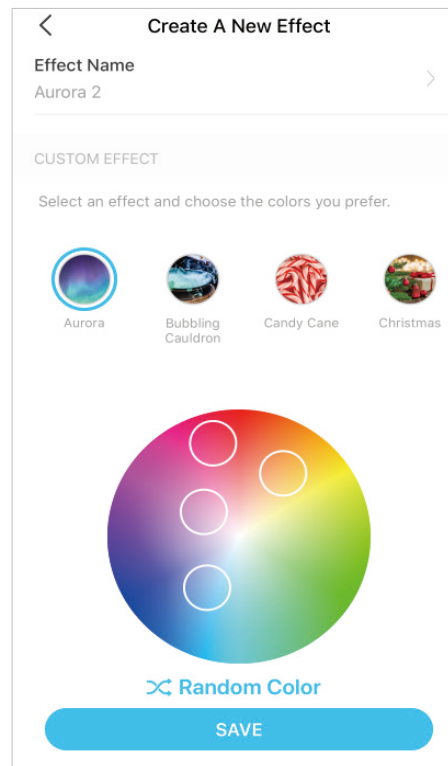 Create A New Effect
Effect Name
Aurora 2
CUSTOM EFFECT
Select an effect and choose the colors you prefer.
Aurora
Bubbling
Cauldron
Candy Cane
Christmas
Random Color
SAVE